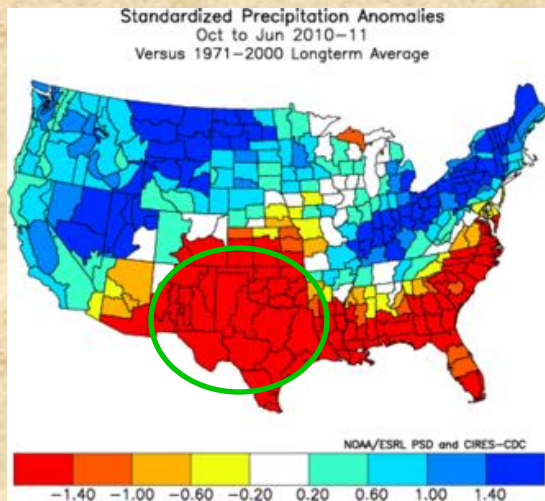 Standardized Precipitation Anomalies
Oct to Jun 2010-11
Versus 1971-2000 Longterm Average
NOAA/ESRL PSD and CIRES-CDC
-1.40 -1.00 -0.60 -0.20 0.20 0.60 1.00 1.40